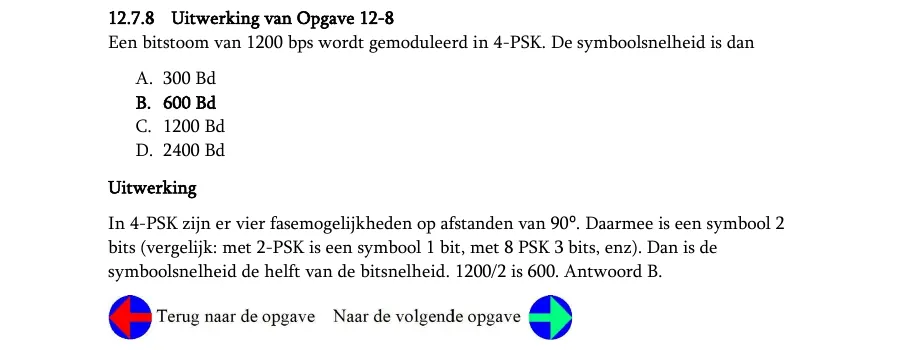 12.7.8 Uitwerking van Opgave 12-8
Een bitstoom van 1200 bps wordt gemoduleerd in 4-PSK. De symboolsnelheid is dan
A. 300 Bd
B. 600 Bd
C. 1200 Bd
D. 2400 Bd
Uitwerking
In 4-PSK zijn er vier fasemogelijkheden op afstanden van 90°. Daarmee is een symbool 2
bits (vergelijk: met 2-PSK is een symbool 1 bit, met 8 PSK 3 bits, enz). Dan is de
symboolsnelheid de helft van de bitsnelheid. 1200/2 is 600. Antwoord B.
Terug naar de opgave Naar de volgende opgave